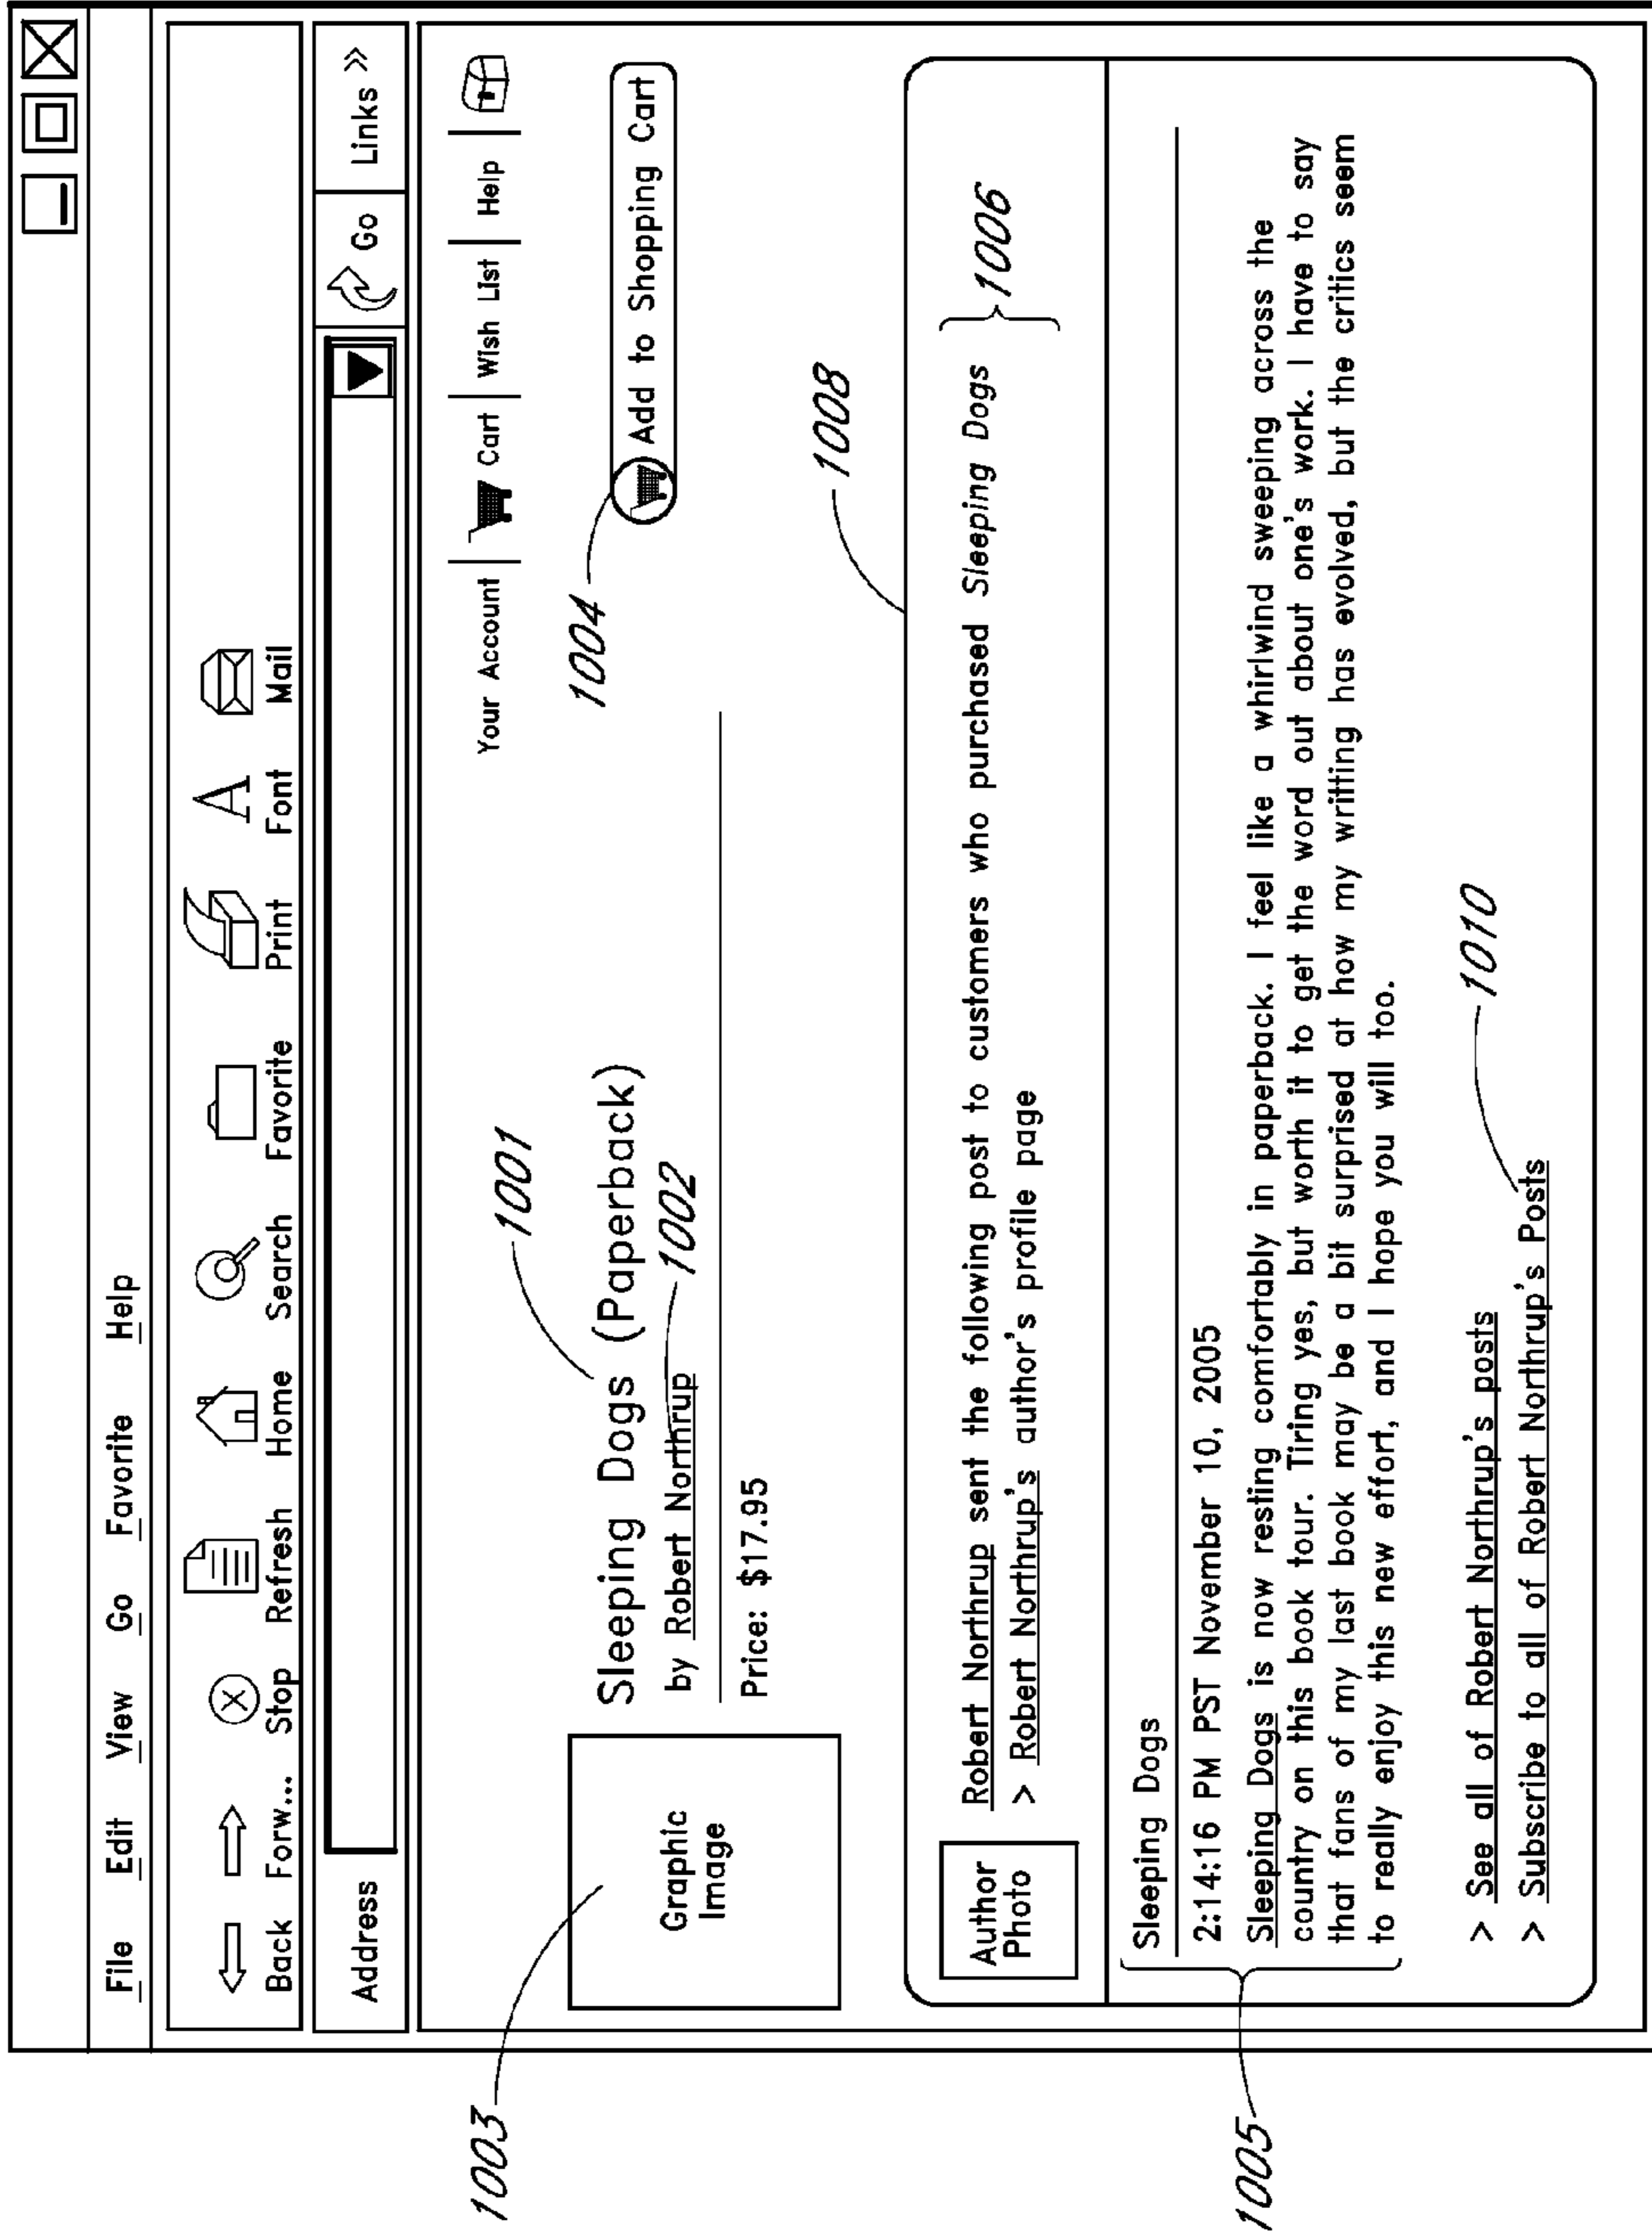 File Edit View Go Favorite Help
Back Forw... Stop Refresh Home Search Favorite Print Font Mail
Address Go Links >>
Your Account Cart Wish List Help
1003
Graphic
Image
1001
Sleeping Dogs (Paperback)
by Robert Northrup
1002
Price: $17.95
1004
Add to Shopping Cart
1008
Author
Photo
Robert Northrup sent the following post to customers who purchased Sleeping Dogs
> Robert Northrup's author's profile page
1006
1005
Sleeping Dogs
2:14:16 PM PST November 10, 2005
Sleeping Dogs is now resting comfortably in paperback. I feel like a whirlwind sweeping across the
country on this book tour. Tiring yes, but worth it to get the word out about one's work. I have to say
that fans of my last book may be a bit surprised at how my writting has evolved, but the critics seem
to really enjoy this new effort, and I hope you will too.
> See all of Robert Northrup's posts
> Subscribe to all of Robert Northrup's Posts
1010